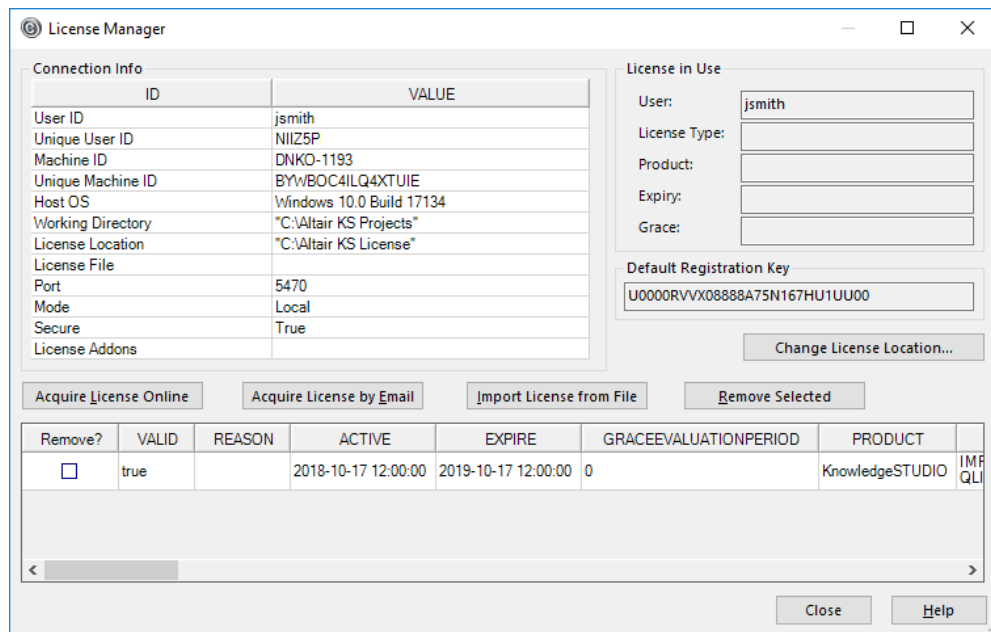 License Manager
Connection Info
ID VALUE
User ID jsmith
Unique User ID NIIZ5P
Machine ID DNKO-1193
Unique Machine ID BYWBOC4ILQ4XTUIE
Host OS Windows 10.0 Build 17134
Working Directory "C:\Altair KS Projects"
License Location "C:\Altair KS License"
License File
Port 5470
Mode Local
Secure True
License Addons
License in Use
User: jsmith
License Type:
Product:
Expiry:
Grace:
Default Registration Key
U0000RVVX08888A75N167HU1UU00
Change License Location...
Acquire License Online Acquire License by Email Import License from File Remove Selected
Remove? VALID REASON ACTIVE EXPIRE GRACEEVALUATIONPERIOD PRODUCT
true 2018-10-17 12:00:00 2019-10-17 12:00:00 0 KnowledgeSTUDIO
Close Help